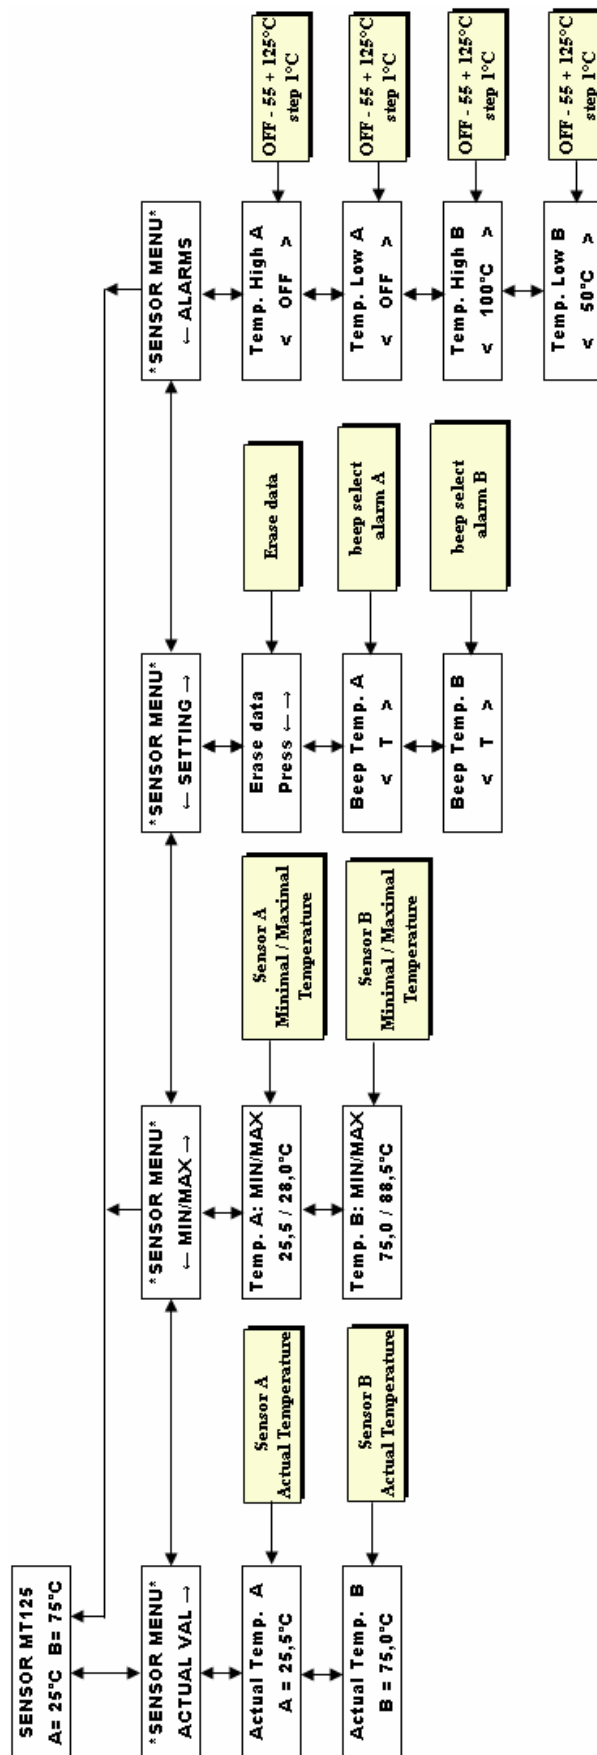 SENSOR MT125
A= 25°C B= 75°C
*SENSOR MENU*
ACTUAL VAL →
Actual Temp. A
A = 25,5°C
Sensor A
Actual Temperature
Actual Temp. B
B = 75,0°C
Sensor B
Actual Temperature
*SENSOR MENU*
← MIN/MAX →
Temp. A: MIN/MAX
25,5 / 28,0°C
Sensor A
Minimal / Maximal
Temperature
Temp. B: MIN/MAX
75,0 / 88,5°C
Sensor B
Minimal / Maximal
Temperature
*SENSOR MENU*
← SETTING →
Erase data
Press ← →
Erase data
Beep Temp. A
< T >
beep select
alarm A
Beep Temp. B
< T >
beep select
alarm B
*SENSOR MENU*
← ALARMS
Temp. High A
< OFF >
OFF - 55 + 125°C
step 1°C
Temp. Low A
< OFF >
OFF - 55 + 125°C
step 1°C
Temp. High B
< 100°C >
OFF - 55 + 125°C
step 1°C
Temp. Low B
< 50°C >
OFF - 55 + 125°C
step 1°C